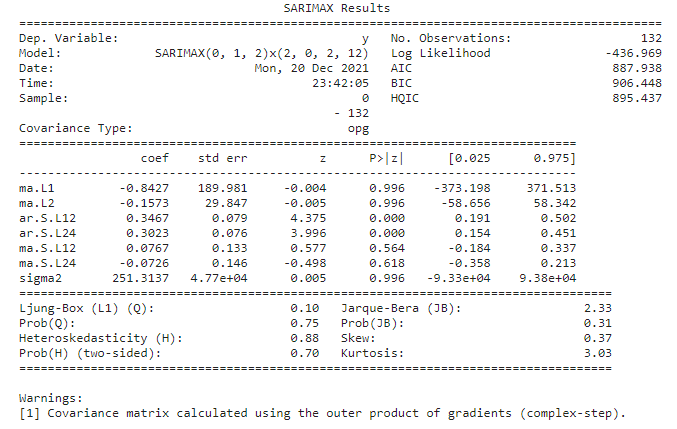 SARIMAX Results
==========================================================================================
Dep. Variable: y No. Observations: 132
Model: SARIMAX(0, 1, 2)x(2, 0, 2, 12) Log Likelihood -436.969
Date: Mon, 20 Dec 2021 AIC 887.938
Time: 23:42:05 BIC 906.448
Sample: 0 HQIC 895.437
- 132
Covariance Type: opg
==============================================================================
coef std err z P>|z| [0.025 0.975]
------------------------------------------------------------------------------
ma.L1 -0.8427 189.981 -0.004 0.996 -373.198 371.513
ma.L2 -0.1573 29.847 -0.005 0.996 -58.656 58.342
ar.S.L12 0.3467 0.079 4.375 0.000 0.191 0.502
ar.S.L24 0.3023 0.076 3.996 0.000 0.154 0.451
ma.S.L12 0.0767 0.133 0.577 0.564 -0.184 0.337
ma.S.L24 -0.0726 0.146 -0.498 0.618 -0.358 0.213
sigma2 251.3137 4.77e+04 0.005 0.996 -9.33e+04 9.38e+04
===================================================================================
Ljung-Box (L1) (Q): 0.10 Jarque-Bera (JB): 2.33
Prob(Q): 0.75 Prob(JB): 0.31
Heteroskedasticity (H): 0.88 Skew: 0.37
Prob(H) (two-sided): 0.70 Kurtosis: 3.03
===================================================================================
Warnings:
[1] Covariance matrix calculated using the outer product of gradients (complex-step).